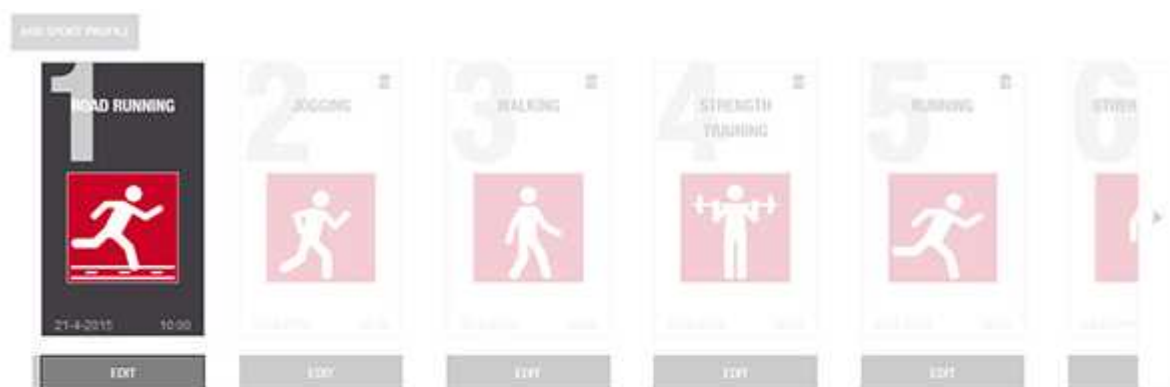 ADD SPORT PROFILE
1
ROAD RUNNING
21-4-2015 10:00
EDIT
2
JOGGING
EDIT
3
WALKING
EDIT
4
STRENGTH
TRAINING
EDIT
5
RUNNING
EDIT
6
OTHER